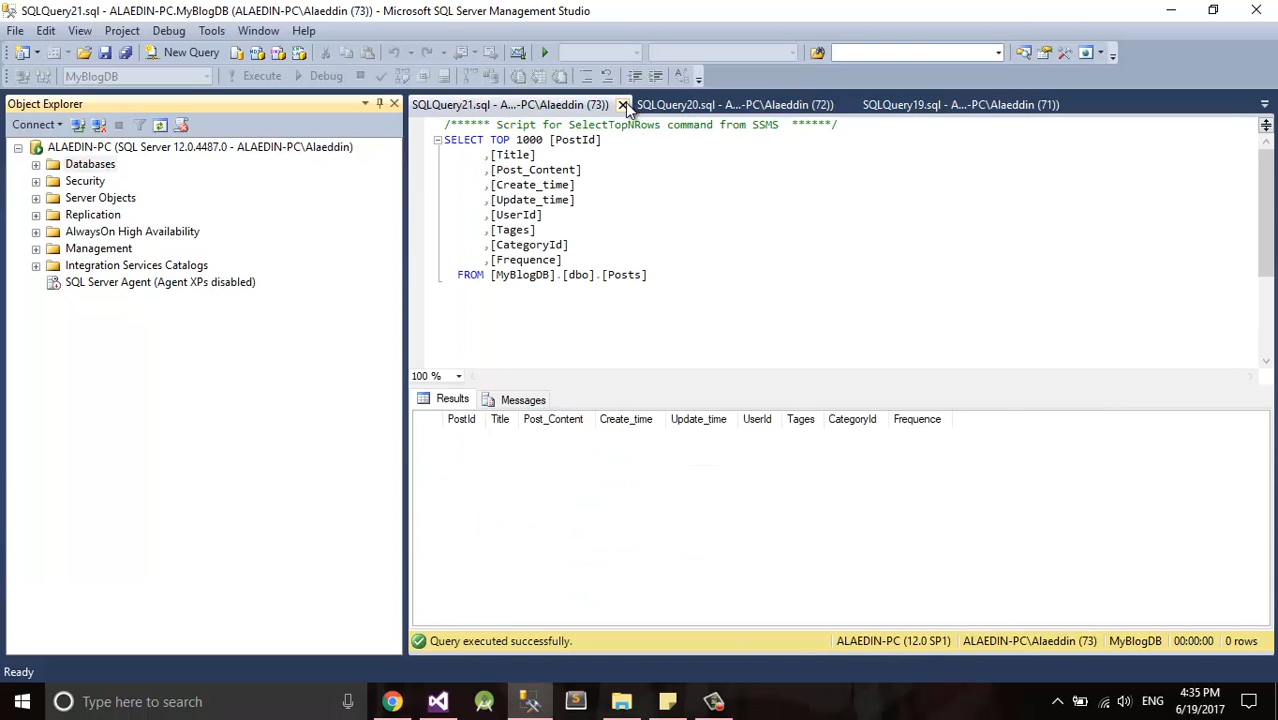 SQLQuery21.sql - ALAEDIN-PC.MyBlogDB (ALAEDIN-PC\Alaeddin (73)) - Microsoft SQL Server Management Studio
File Edit View Project Debug Tools Window Help
New Query
MyBlogDB Execute Debug
Object Explorer
Connect
ALAEDIN-PC (SQL Server 12.0.4487.0 - ALAEDIN-PC\Alaeddin)
Databases
Security
Server Objects
Replication
AlwaysOn High Availability
Management
Integration Services Catalogs
SQL Server Agent (Agent XPs disabled)
SQLQuery21.sql - A...-PC\Alaeddin (73)) SQLQuery20.sql - A...-PC\Alaeddin (72)) SQLQuery19.sql - A...-PC\Alaeddin (71))
/****** Script for SelectTopNRows command from SSMS ******/
SELECT TOP 1000 [PostId]
,[Title]
,[Post_Content]
,[Create_time]
,[Update_time]
,[UserId]
,[Tages]
,[CategoryId]
,[Frequence]
FROM [MyBlogDB].[dbo].[Posts]
100 %
Results Messages
PostId Title Post_Content Create_time Update_time UserId Tages CategoryId Frequence
Query executed successfully. ALAEDIN-PC (12.0 SP1) ALAEDIN-PC\Alaeddin (73) MyBlogDB 00:00:00 0 rows
Ready
Type here to search
ENG
4:35 PM
6/19/2017